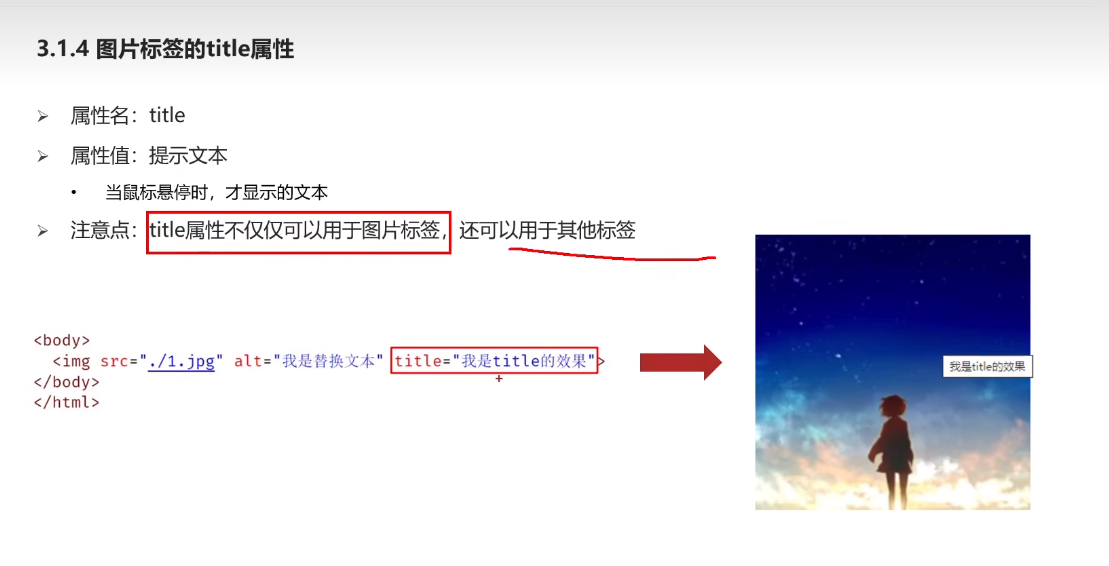 3.1.4 图片标签的title属性
属性名：title
属性值：提示文本
当鼠标悬停时，才显示的文本
注意点：title属性不仅仅可以用于图片标签，还可以用于其他标签
<body>
<img src="./1.jpg" alt="我是替换文本" title="我是title的效果">
</body>
</html>
我是title的效果